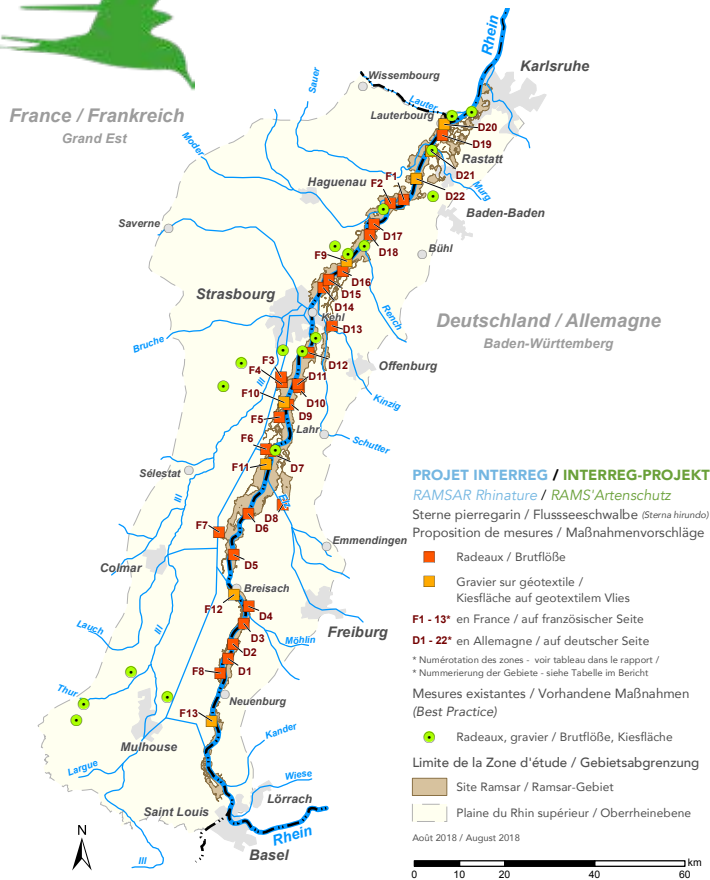 Rhein
Karlsruhe
Wissembourg
Sauer
Lauter
Lauterbourg
France / Frankreich
Grand Est
D20
D19
Moder
Rastatt
D21
Haguenau
F1
F2
Murg
D22
Baden-Baden
Saverne
D17
D18
Bühl
F9
D16
D15
Strasbourg
D14
Rench
Kehl
D13
Deutschland / Allemagne
Baden-Württemberg
Bruche
D12
Offenburg
F3
F4
Ill
D11
F10
D10
Kinzig
D9
F5
Lahr
Schutter
F6
D7
F11
Sélestat
Ill
Elz
D8
D6
F7
Emmendingen
D5
Colmar
Breisach
F12
D4
Lauch
Ill
D3
Freiburg
Möhlin
D2
D1
F8
Thur
Neuenburg
F13
Mulhouse
Kander
Largue
Wiese
Lörrach
Saint Louis
Rhein
Basel
Ill
N
PROJET INTERREG / INTERREG-PROJEKT
RAMSAR Rhinature / RAMS'Artenschutz
Sterne pierregarin / Flussseeschwalbe (Sterna hirundo)
Proposition de mesures / Maßnahmenvorschläge
Radeaux / Brutflöße
Gravier sur géotextile /
Kiesfläche auf geotextilem Vlies
F1 - 13* en France / auf französischer Seite
D1 - 22* en Allemagne / auf deutscher Seite
* Numérotation des zones - voir tableau dans le rapport /
* Nummerierung der Gebiete - siehe Tabelle im Bericht
Mesures existantes / Vorhandene Maßnahmen
(Best Practice)
Radeaux, gravier / Brutflöße, Kiesfläche
Limite de la Zone d'étude / Gebietsabgrenzung
Site Ramsar / Ramsar-Gebiet
Plaine du Rhin supérieur / Oberrheinebene
Août 2018 / August 2018
km
0 10 20 40 60